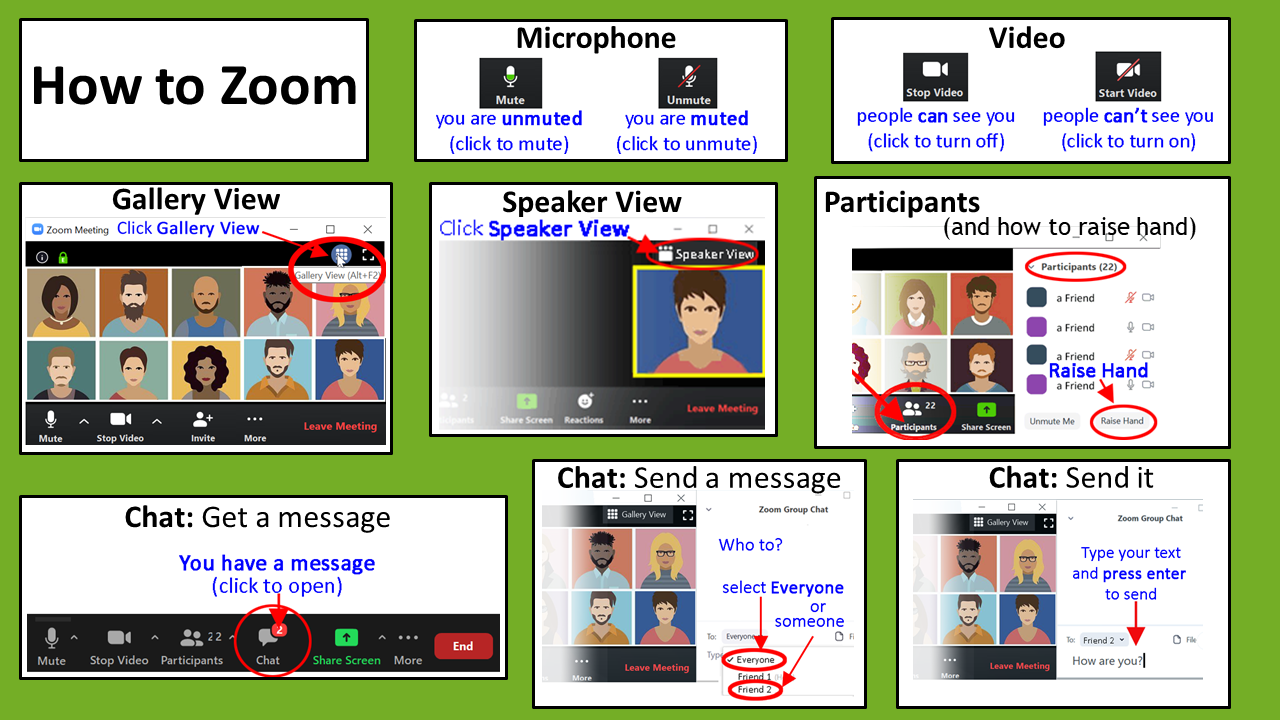 How to Zoom
Microphone
Mute
Unmute
you are unmuted
(click to mute)
you are muted
(click to unmute)
Video
Stop Video
Start Video
people can see you
(click to turn off)
people can't see you
(click to turn on)
Gallery View
Zoom Meeting
Click Gallery View
Gallery View (Alt+F2)
Mute
Stop Video
Invite
More
Leave Meeting
Speaker View
Click Speaker View
Speaker View
2
Share Screen
Reactions
More
Leave Meeting
Participants
(and how to raise hand)
Participants (22)
a Friend
a Friend
a Friend
Raise Hand
a Friend
22
Participants
Share Screen
Unmute Me
Raise Hand
Chat: Get a message
You have a message
(click to open)
2
22
Mute
Stop Video
Participants
Chat
Share Screen
More
End
Chat: Send a message
Gallery View
Zoom Group Chat
Who to?
select Everyone
or
someone
To: Everyone
Fi
Type
Everyone
Friend 1 (H
Friend 2
More
Leave Meeting
Chat: Send it
Gallery View
Zoom Group Chat
Type your text
and press enter
to send
To: Friend 2
File
How are you?
More
Leave Meeting